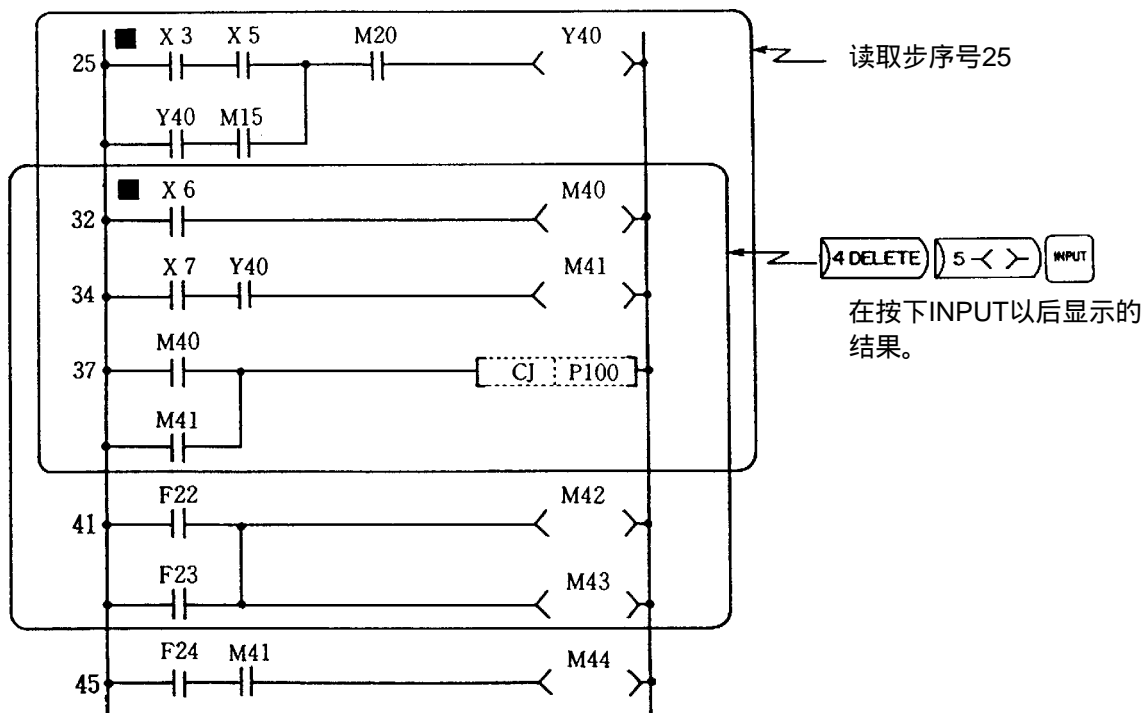 X 3 X 5 M20 Y40
25
读取步序号25
Y40 M15
X 6 M40
32
4 DELETE 5 INPUT
X 7 Y40 M41
34
在按下INPUT以后显示的
结果。
M40
37 CJ P100
M41
F22 M42
41
F23 M43
F24 M41 M44
45